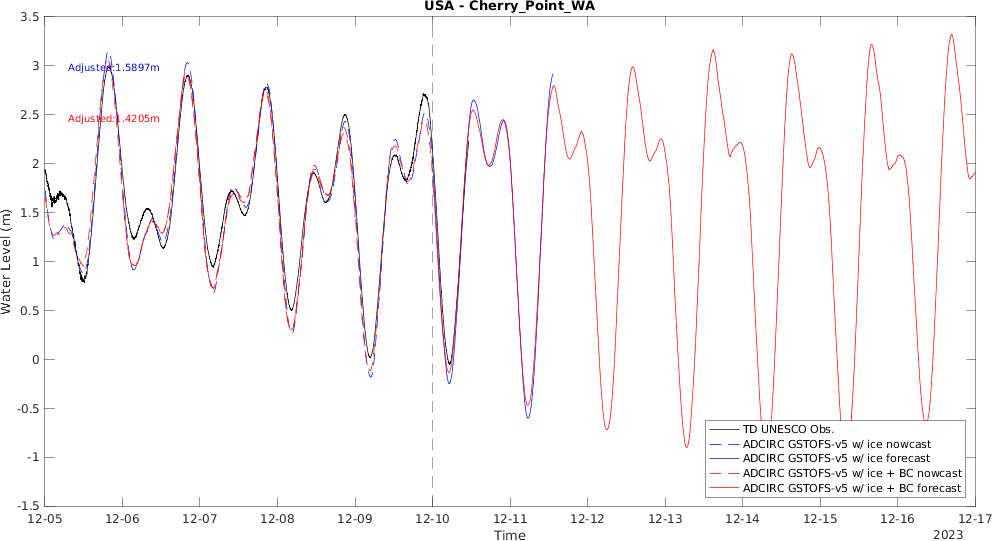 USA - Cherry_Point_WA
3.5
3
2.5
2
1.5
1
0.5
0
-0.5
-1
-1.5
Water Level (m)
Adjusted:1.5897m
Adjusted:1.4205m
TD UNESCO Obs.
ADCIRC GSTOFS-v5 w/ ice nowcast
ADCIRC GSTOFS-v5 w/ ice forecast
ADCIRC GSTOFS-v5 w/ ice + BC nowcast
ADCIRC GSTOFS-v5 w/ ice + BC forecast
12-05 12-06 12-07 12-08 12-09 12-10 12-11 12-12 12-13 12-14 12-15 12-16 12-17
Time
2023